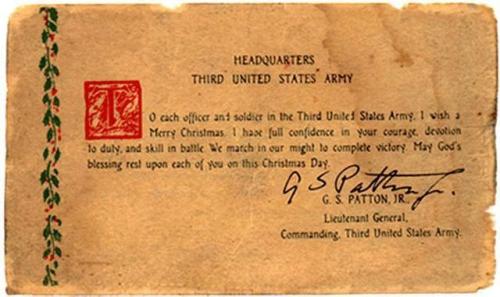 HEADQUARTERS
THIRD UNITED STATES ARMY
TO each officer and soldier in the Third United States Army, I wish a
Merry Christmas. I have full confidence in your courage, devotion
to duty, and skill in battle. We march in our might to complete victory. May God's
blessing rest upon each of you on this Christmas Day.
G S Patton Jr.
G. S. PATTON, JR.
Lieutenant General,
Commanding, Third United States Army.